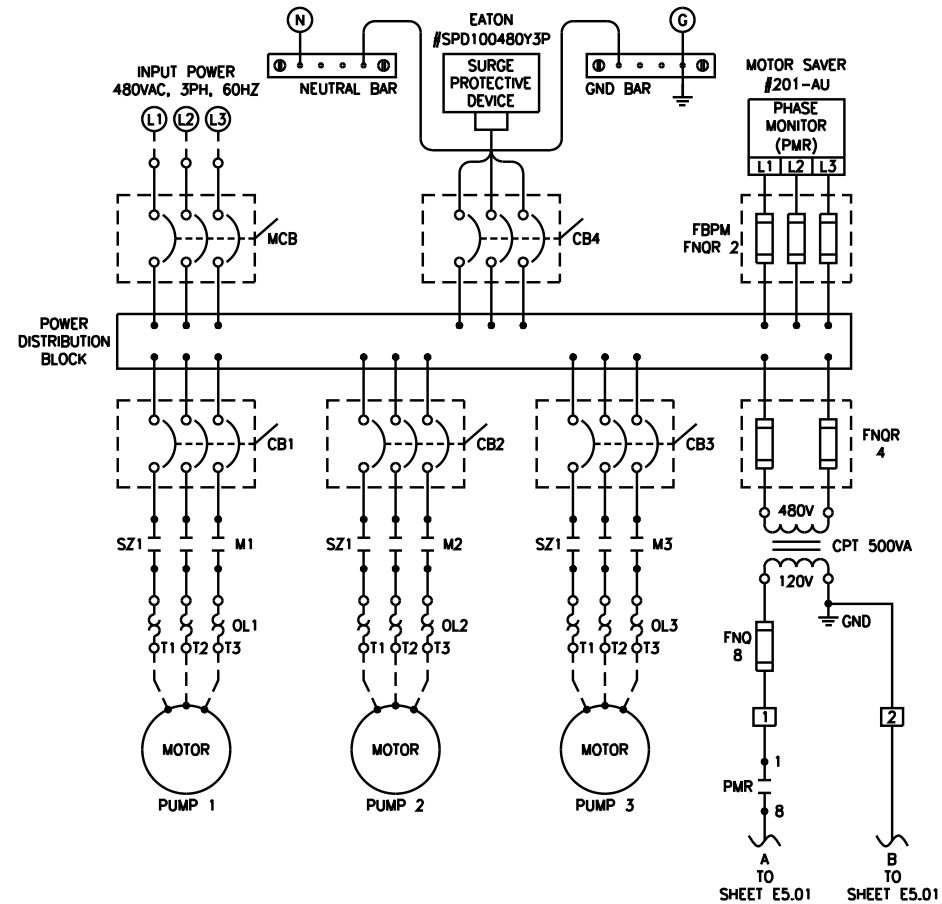 N
EATON
#SPD100480Y3P
G
INPUT POWER
480VAC, 3PH, 60HZ
NEUTRAL BAR
SURGE
PROTECTIVE
DEVICE
GND BAR
MOTOR SAVER
#201-AU
PHASE
MONITOR
(PMR)
L1 L2 L3
L1 L2 L3
MCB
CB4
FBPM
FNQR 2
POWER
DISTRIBUTION
BLOCK
CB1
CB2
CB3
FNQR
4
480V
SZ1 M1
SZ1 M2
SZ1 M3
CPT 500VA
120V
GND
OL1
OL2
OL3
T1 T2 T3
T1 T2 T3
T1 T2 T3
FNQ
8
1
2
MOTOR
MOTOR
MOTOR
PUMP 1
PUMP 2
PUMP 3
1
PMR
8
A
TO
SHEET E5.01
B
TO
SHEET E5.01